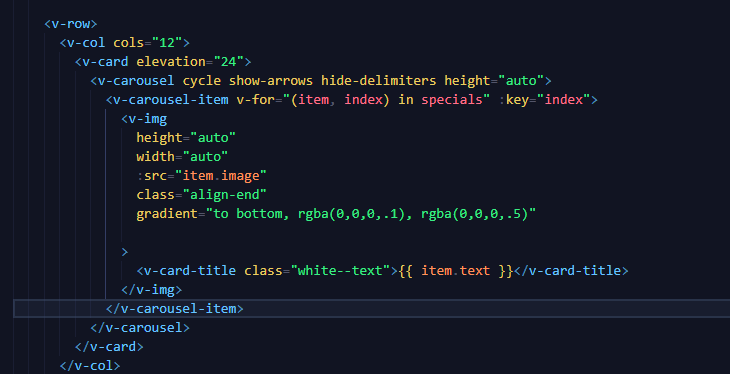 <v-row>
<v-col cols="12">
<v-card elevation="24">
<v-carousel cycle show-arrows hide-delimiters height="auto">
<v-carousel-item v-for="(item, index) in specials" :key="index">
<v-img
height="auto"
width="auto"
:src="item.image"
class="align-end"
gradient="to bottom, rgba(0,0,0,.1), rgba(0,0,0,.5)"
>
<v-card-title class="white--text">{{ item.text }}</v-card-title>
</v-img>
</v-carousel-item>
</v-carousel>
</v-card>
</v-col>